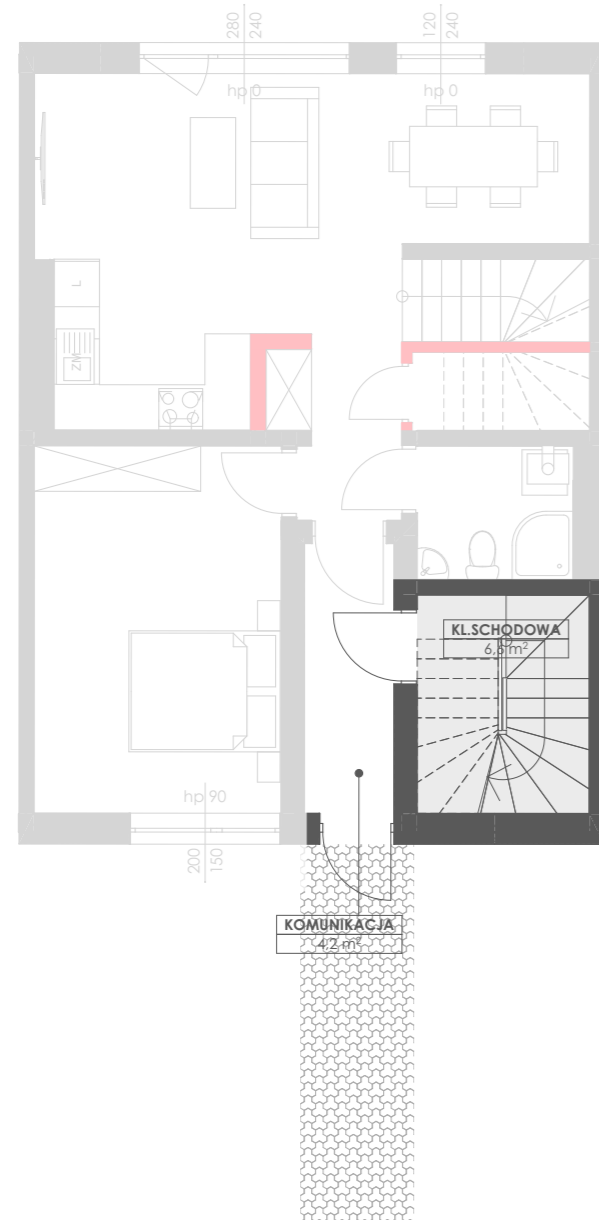 280
240
120
240
hp 0
hp 0
L
ZM
KL.SCHODOWA
6,5 m²
hp 90
200
150
KOMUNIKACJA
4,2 m²